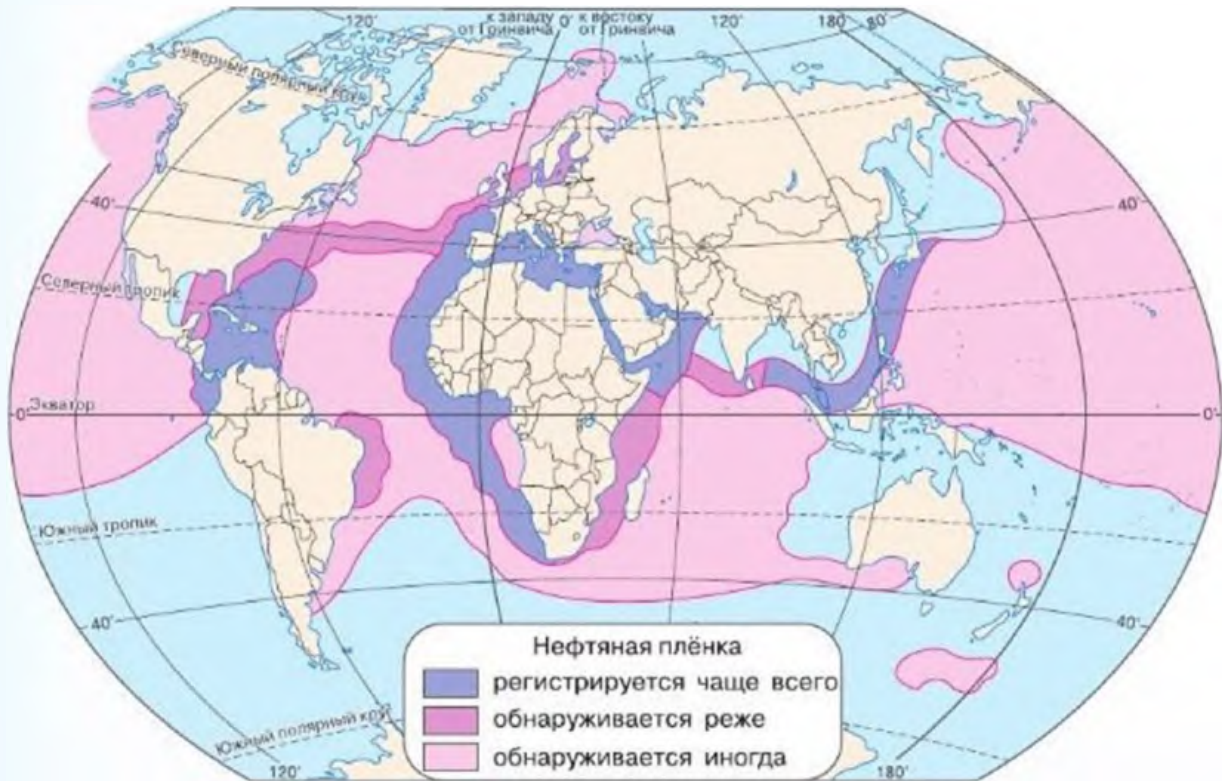 120° к западу 0° к востоку 120° 180° 80°
от Гринвича от Гринвича
Северный полярный круг
40° 40°
Северный тропик
0° Экватор 0°
Южный тропик
40° 40°
Нефтяная плёнка
регистрируется чаще всего
обнаруживается реже
обнаруживается иногда
Южный полярный круг
120° 180°